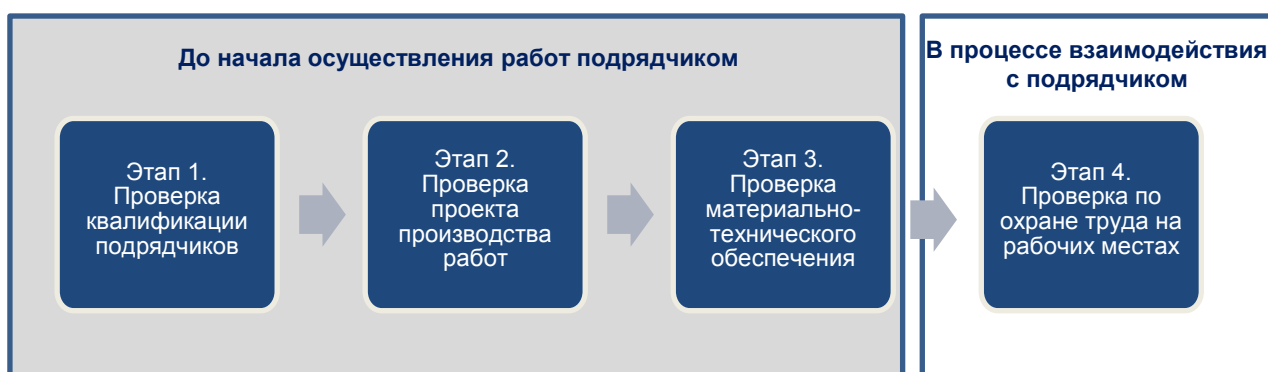 До начала осуществления работ подрядчиком
В процессе взаимодействия
с подрядчиком
Этап 1.
Проверка
квалификации
подрядчиков
Этап 2.
Проверка
проекта
производства
работ
Этап 3.
Проверка
материально-
технического
обеспечения
Этап 4.
Проверка по
охране труда на
рабочих местах